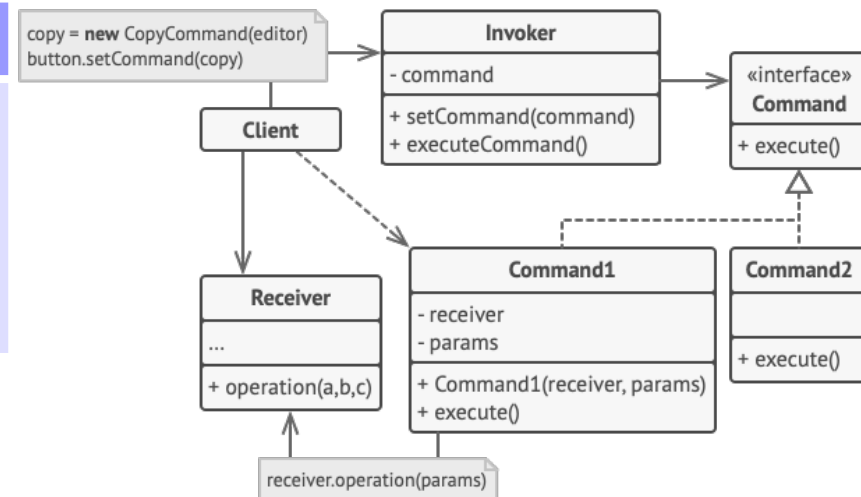 copy = new CopyCommand(editor)
button.setCommand(copy)
Invoker
- command
+ setCommand(command)
+ executeCommand()
«interface»
Command
+ execute()
Client
Receiver
...
+ operation(a,b,c)
Command1
- receiver
- params
+ Command1(receiver, params)
+ execute()
Command2
+ execute()
receiver.operation(params)